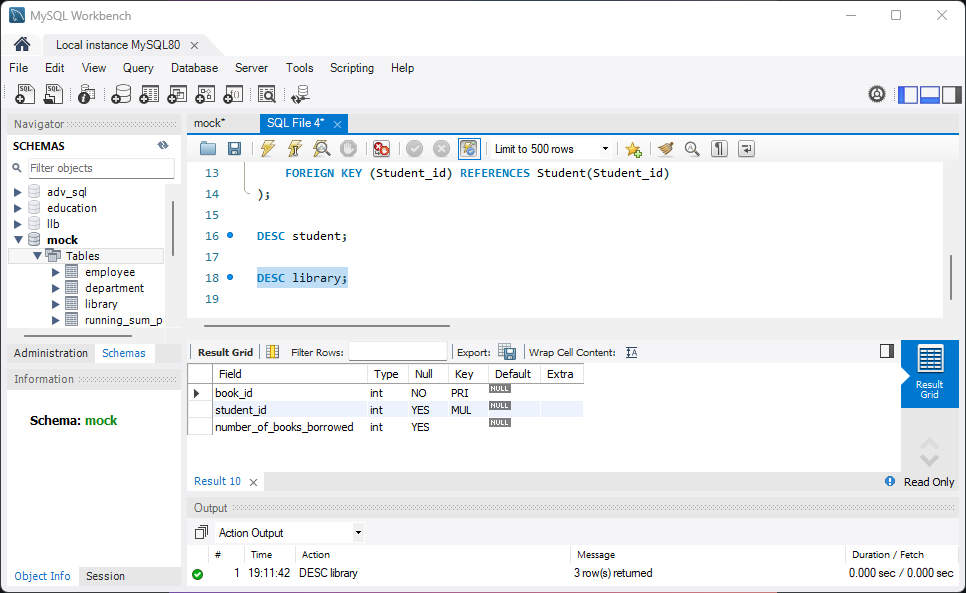 MySQL Workbench
Local instance MySQL80
File Edit View Query Database Server Tools Scripting Help
SQL SQL
Navigator
SCHEMAS
Filter objects
adv_sql
education
llb
mock
Tables
employee
department
library
running_sum_p
Administration Schemas
Information
Schema: mock
Object Info Session
mock* SQL File 4*
Limit to 500 rows
13 FOREIGN KEY (Student_id) REFERENCES Student(Student_id)
14 );
15
16 DESC student;
17
18 DESC library;
19
Result Grid Filter Rows: Export: Wrap Cell Content: IA
Field Type Null Key Default Extra
book_id int NO PRI NULL
student_id int YES MUL NULL
number_of_books_borrowed int YES NULL
Result
Grid
Result 10 Read Only
Output
Action Output
# Time Action Message Duration / Fetch
1 19:11:42 DESC library 3 row(s) returned 0.000 sec / 0.000 sec